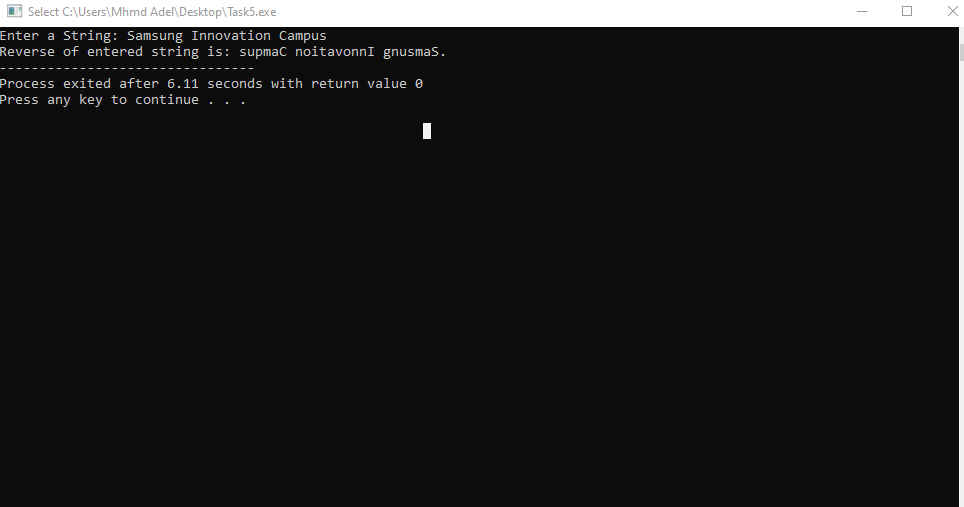 Select C:\Users\Mhmd Adel\Desktop\Task5.exe
Enter a String: Samsung Innovation Campus
Reverse of entered string is: supmaC noitavonnI gnusmaS.
--------------------------------
Process exited after 6.11 seconds with return value 0
Press any key to continue . . .